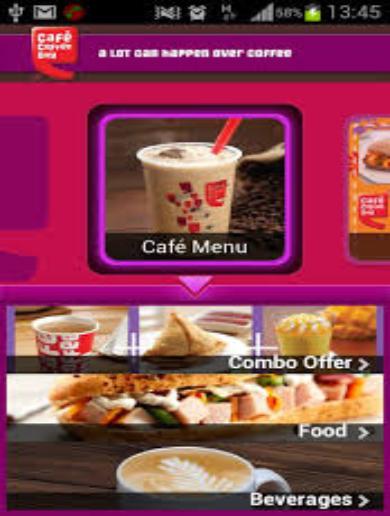 H
58%
13:45
Café
Coffee
Day
A LOT CAN HAPPEN OVER COFFEE
Café Menu
Combo Offer >
Food >
Beverages >